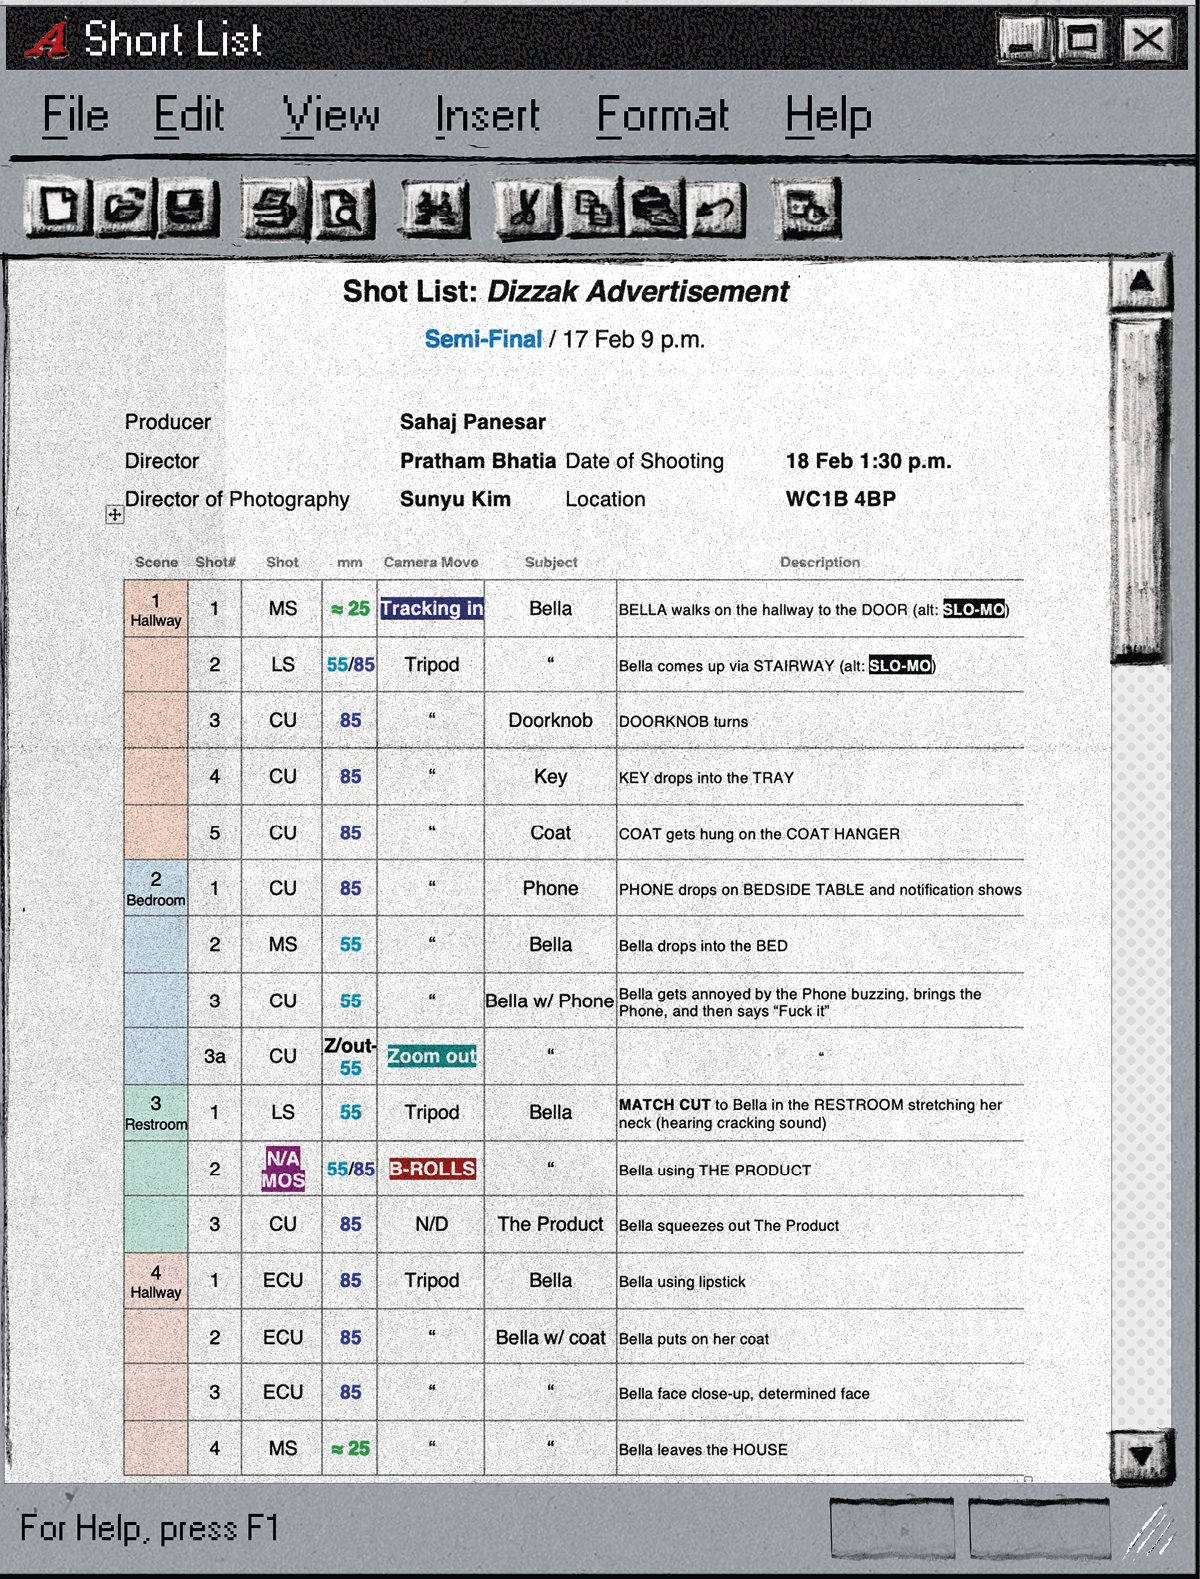 A Short List
File Edit View Insert Format Help
Shot List: Dizzak Advertisement
Semi-Final / 17 Feb 9 p.m.
Producer Sahaj Panesar
Director Pratham Bhatia Date of Shooting 18 Feb 1:30 p.m.
Director of Photography Sunyu Kim Location WC1B 4BP
Scene Shot# Shot mm Camera Move Subject Description
1 Hallway 1 MS ≈ 25 Tracking in Bella BELLA walks on the hallway to the DOOR (alt: SLO-MO)
2 LS 55/85 Tripod “ Bella comes up via STAIRWAY (alt: SLO-MO)
3 CU 85 “ Doorknob DOORKNOB turns
4 CU 85 “ Key KEY drops into the TRAY
5 CU 85 “ Coat COAT gets hung on the COAT HANGER
2 Bedroom 1 CU 85 “ Phone PHONE drops on BEDSIDE TABLE and notification shows
2 MS 55 “ Bella Bella drops into the BED
3 CU 55 “ Bella w/ Phone Bella gets annoyed by the Phone buzzing, brings the
Phone, and then says “Fuck it”
3a CU Z/out-55 Zoom out “ “
3 Restroom 1 LS 55 Tripod Bella MATCH CUT to Bella in the RESTROOM stretching her
neck (hearing cracking sound)
2 N/A MOS 55/85 B-ROLLS “ Bella using THE PRODUCT
3 CU 85 N/D The Product Bella squeezes out The Product
4 Hallway 1 ECU 85 Tripod Bella Bella using lipstick
2 ECU 85 “ Bella w/ coat Bella puts on her coat
3 ECU 85 “ “ Bella face close-up, determined face
4 MS ≈ 25 “ “ Bella leaves the HOUSE
For Help, press F1